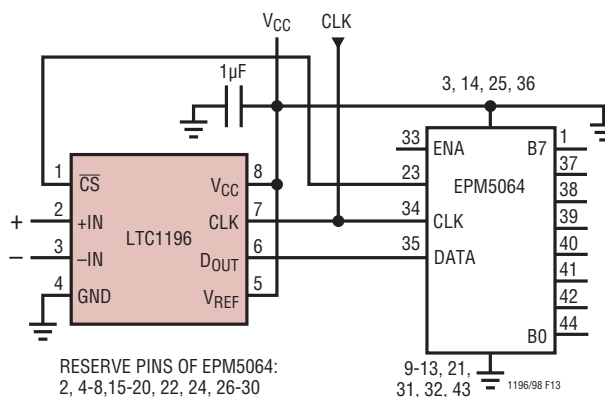 VCC
CLK
1µF
3, 14, 25, 36
1
CS
VCC
8
2
+IN
CLK
7
3
–IN
DOUT
6
4
GND
VREF
5
LTC1196
+
–
33
ENA
B7
1
23
EPM5064
37
34
CLK
38
35
DATA
39
40
41
42
B0
44
RESERVE PINS OF EPM5064:
2, 4-8,15-20, 22, 24, 26-30
9-13, 21,
31, 32, 43
1196/98 F13